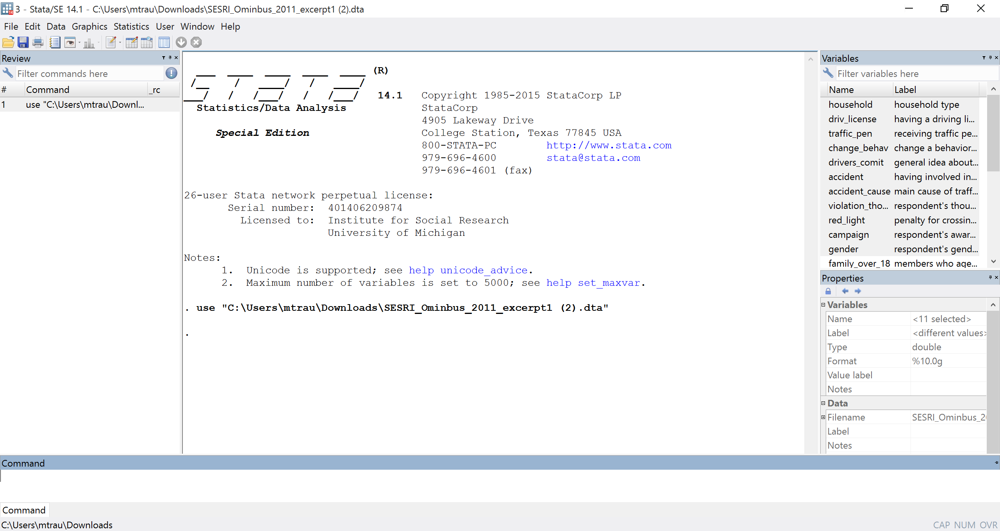 3 - Stata/SE 14.1 - C:\Users\mtrau\Downloads\SESRI_Ominbus_2011_excerpt1 (2).dta
File Edit Data Graphics Statistics User Window Help
Review
Filter commands here
# Command _rc
1 use "C:\Users\mtrau\Downl...
(R)
STATA
14.1 Copyright 1985-2015 StataCorp LP
Statistics/Data Analysis StataCorp
4905 Lakeway Drive
Special Edition College Station, Texas 77845 USA
800-STATA-PC http://www.stata.com
979-696-4600 stata@stata.com
979-696-4601 (fax)
26-user Stata network perpetual license:
Serial number: 401406209874
Licensed to: Institute for Social Research
University of Michigan
Notes:
1. Unicode is supported; see help unicode_advice.
2. Maximum number of variables is set to 5000; see help set_maxvar.
. use "C:\Users\mtrau\Downloads\SESRI_Ominbus_2011_excerpt1 (2).dta"
.
Variables
Filter variables here
Name Label
household household type
driv_license having a driving li...
traffic_pen receiving traffic pe...
change_behav change a behavior...
drivers_comit general idea about...
accident having involved in...
accident_cause main cause of traff...
violation_tho... respondent's thou...
red_light penalty for crossin...
campaign respondent's awar...
gender respondent's gend...
family_over_18 members who age...
Properties
Variables
Name <11 selected>
Label <different values>
Type double
Format %10.0g
Value label
Notes
Data
Filename SESRI_Ominbus_2
Label
Notes
Command
Command
C:\Users\mtrau\Downloads
CAP NUM OVR